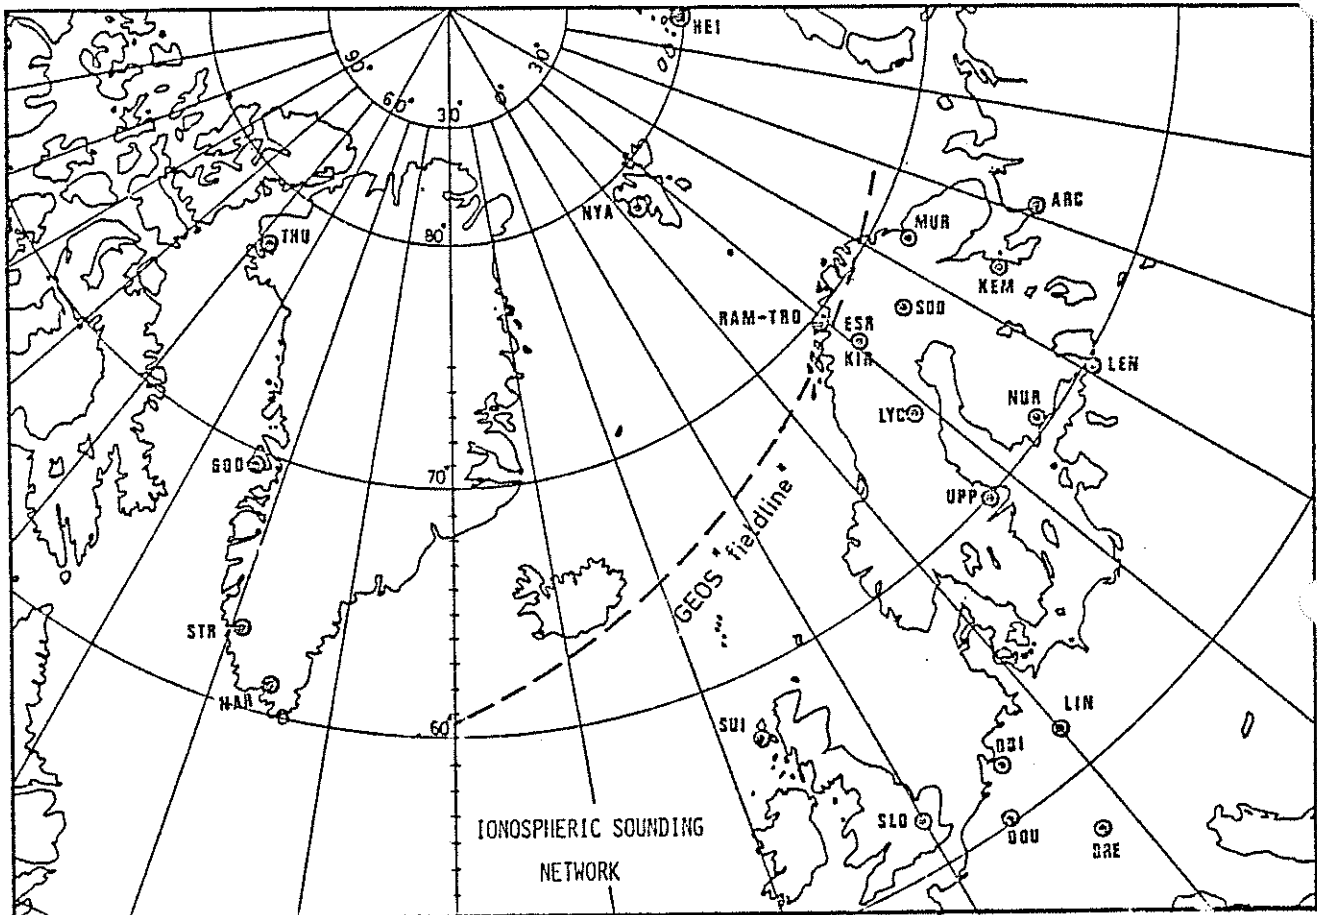 HEI
90°
60°
30°
0°
30°
ARC
NYA
MUR
THU
80°
KEM
SOD
RAM-TRO
ESR
KIR
LEN
LYC
NUR
GOD
70°
UPP
GEOS "fieldline"
STR
NAR
LIN
SUI
60°
DBI
SLO
IONOSPHERIC SOUNDING
DOU
NETWORK